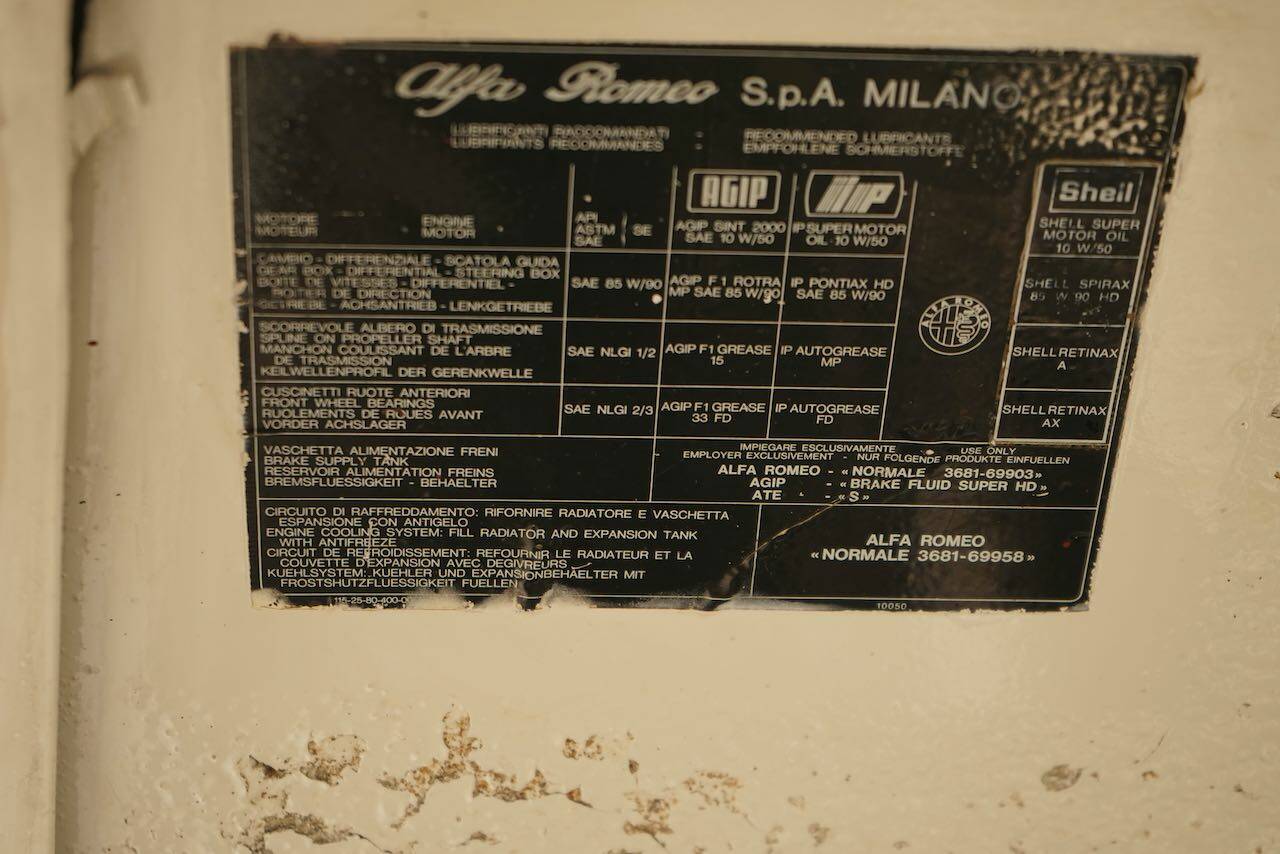 Alfa Romeo S.p.A. MILANO
LUBRIFICANTI RACCOMANDATI - RECOMMENDED LUBRICANTS
LUBRIFIANTS RECOMMANDES - EMPFOHLENE SCHMIERSTOFFE
MOTORE ENGINE
MOTEUR MOTOR
API
ASTM SE
SAE
AGIP
AGIP SINT 2000
SAE 10 W/50
IP
IP SUPER MOTOR
OIL 10 W/50
Shell
SHELL SUPER
MOTOR OIL
10 W/50
CAMBIO - DIFFERENZIALE - SCATOLA GUIDA
GEAR BOX - DIFFERENTIAL - STEERING BOX
BOITE DE VITESSES - DIFFERENTIEL -
BOITIER DE DIRECTION
GETRIEBE - ACHSANTRIEB - LENKGETRIEBE
SAE 85 W/90
AGIP F1 ROTRA
MP SAE 85 W/90
IP PONTIAX HD
SAE 85 W/90
SHELL SPIRAX
85 W 90 HD
ALFA ROMEO
SCORREVOLE ALBERO DI TRASMISSIONE
SPLINE ON PROPELLER SHAFT
MANCHON COULISSANT DE L'ARBRE
DE TRASMISSION
KEILWELLENPROFIL DER GERENKWELLE
SAE NLGI 1/2
AGIP F1 GREASE
15
IP AUTOGREASE
MP
SHELL RETINAX
A
CUSCINETTI RUOTE ANTERIORI
FRONT WHEEL BEARINGS
RUOLEMENTS DE ROUES AVANT
VORDER ACHSLAGER
SAE NLGI 2/3
AGIP F1 GREASE
33 FD
IP AUTOGREASE
FD
SHELL RETINAX
AX
VASCHETTA ALIMENTAZIONE FRENI
BRAKE SUPPLY TANK
RESERVOIR ALIMENTATION FREINS
BREMSFLUESSIGKEIT - BEHAELTER
IMPIEGARE ESCLUSIVAMENTE - USE ONLY
EMPLOYER EXCLUSIVEMENT - NUR FOLGENDE PRODUKTE EINFUELLEN
ALFA ROMEO - «NORMALE 3681-69903»
AGIP - «BRAKE FLUID SUPER HD»
ATE - «S»
CIRCUITO DI RAFFREDDAMENTO: RIFORNIRE RADIATORE E VASCHETTA
ESPANSIONE CON ANTIGELO
ENGINE COOLING SYSTEM: FILL RADIATOR AND EXPANSION TANK
WITH ANTIFREEZE
CIRCUIT DE REFROIDISSEMENT: REFOURNIR LE RADIATEUR ET LA
COUVETTE D'EXPANSION AVEC DEGIVREURS
KUEHLSYSTEM: KUEHLER UND EXPANSIONBEHAELTER MIT
FROSTSHUTZFLUESSIGKEIT FUELLEN
ALFA ROMEO
«NORMALE 3681-69958»
115-25-80-400-0
10050